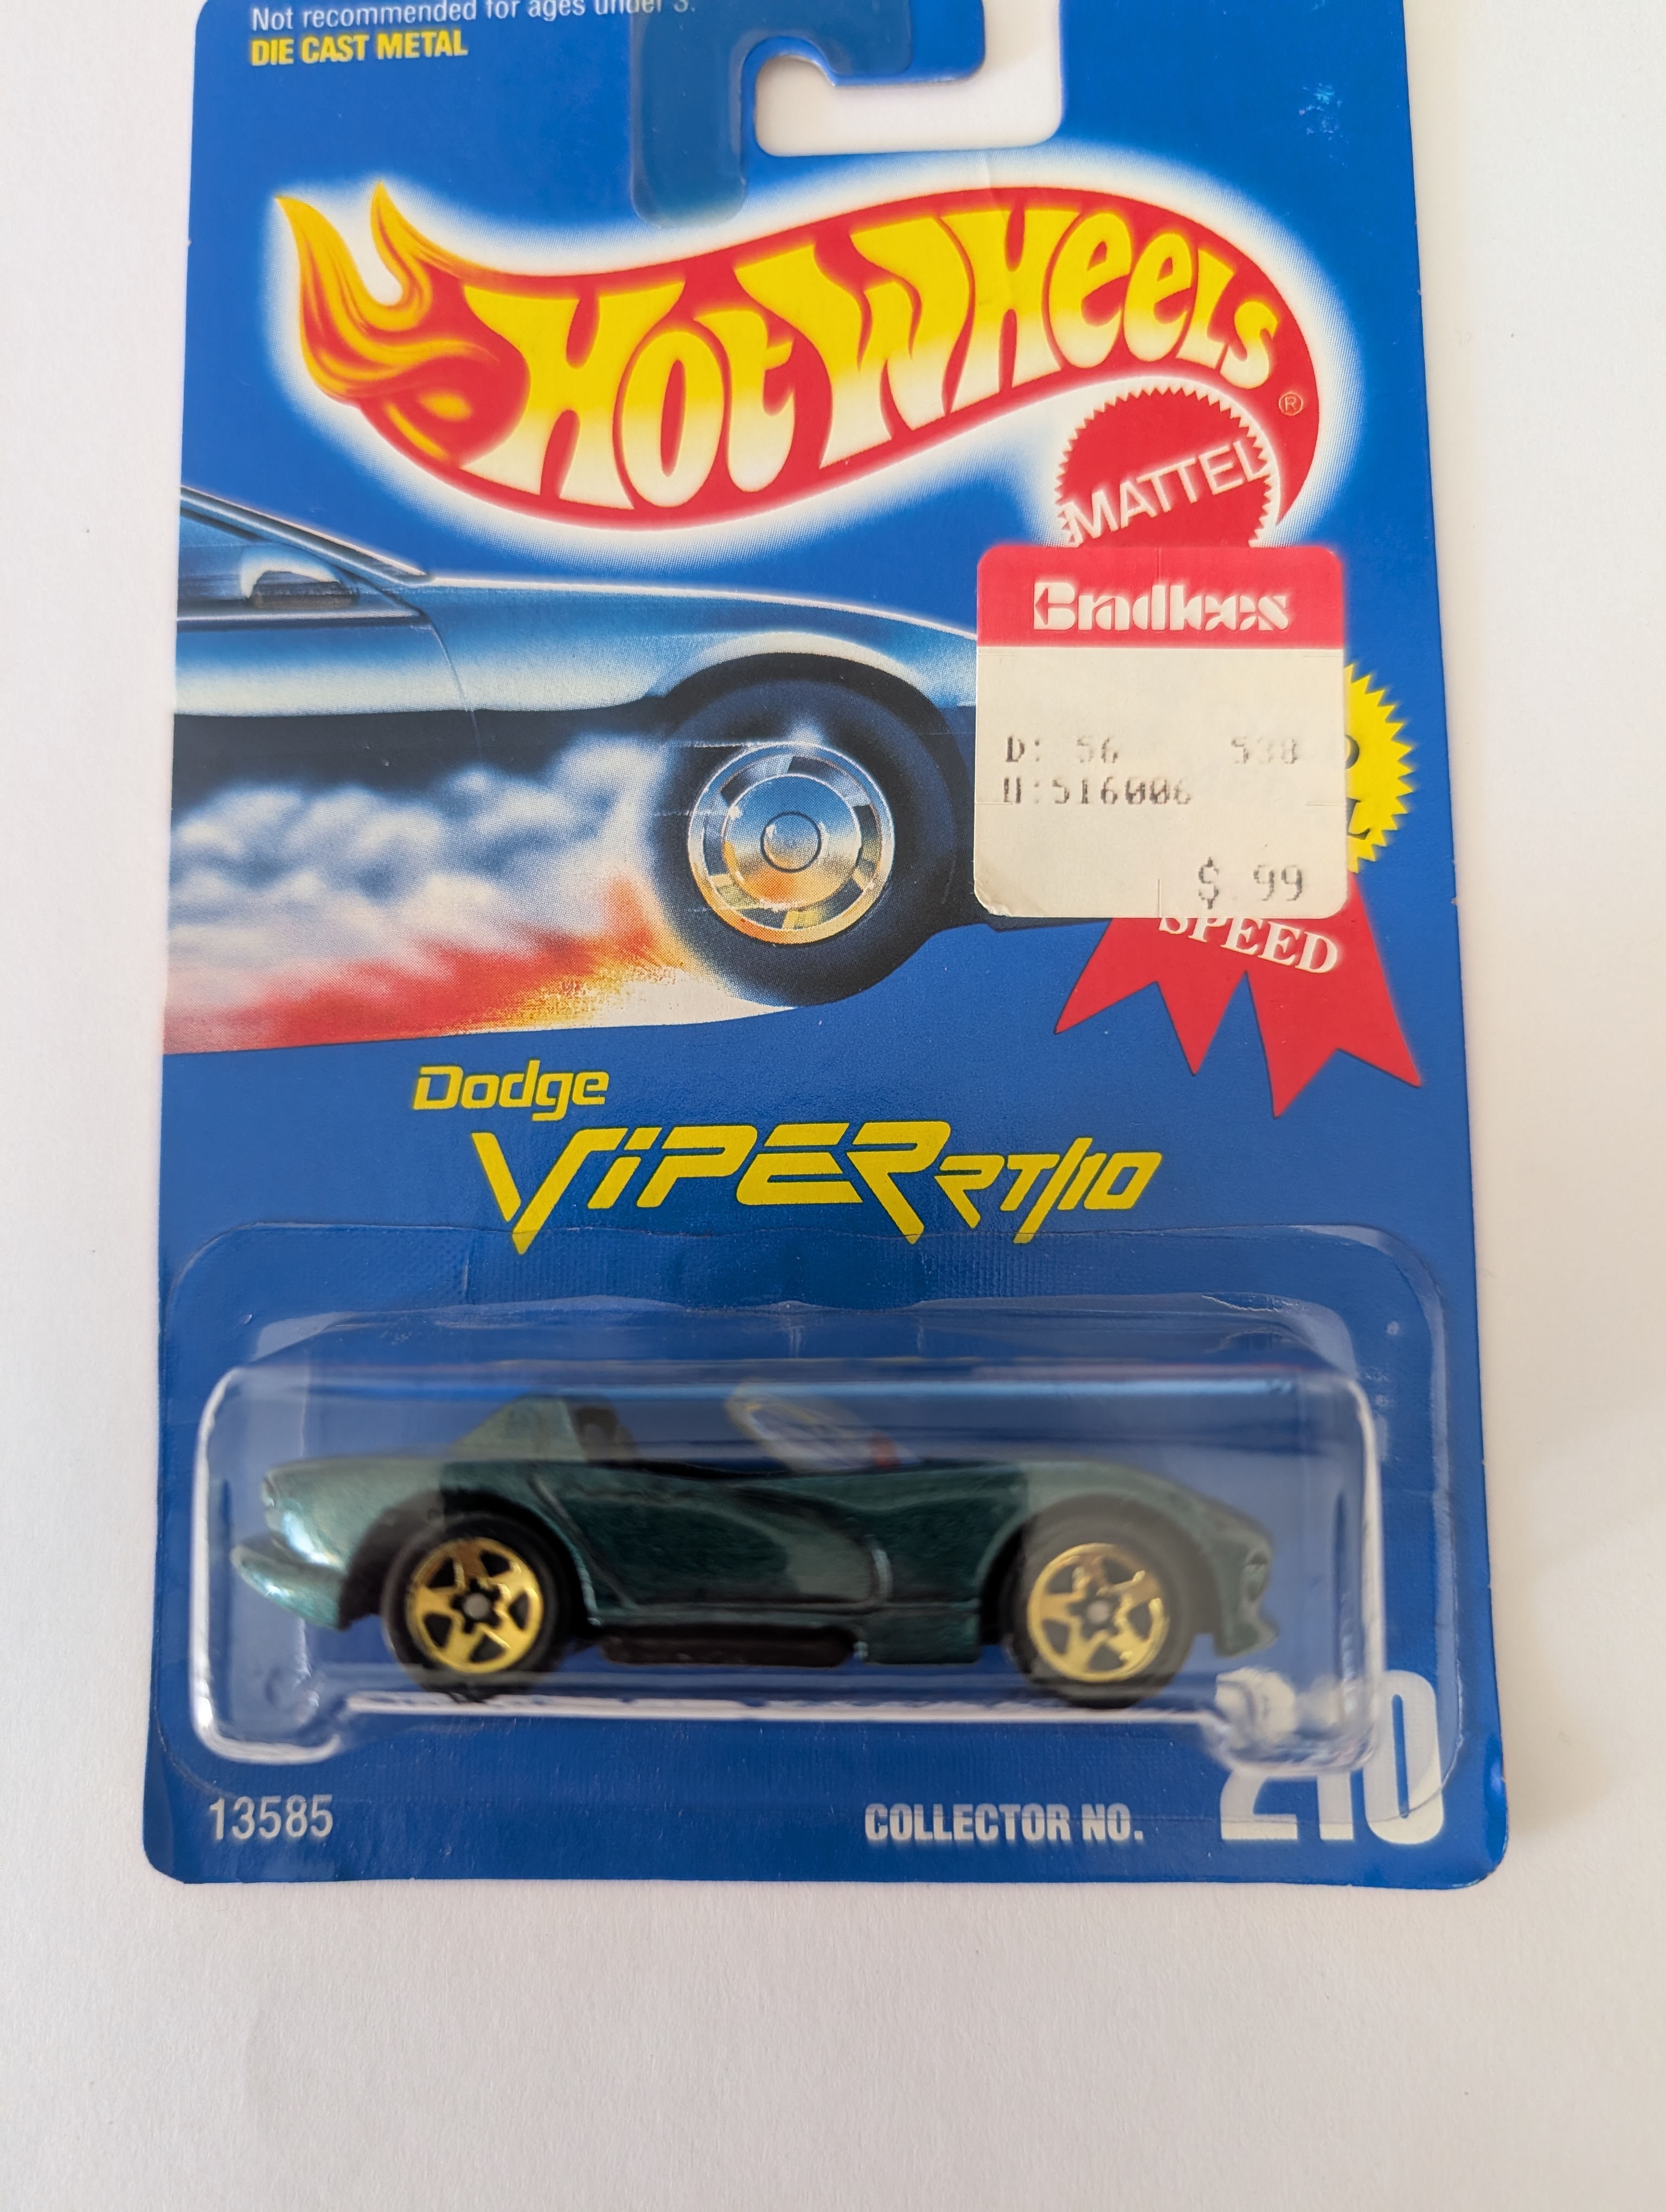 Not recommended for ages under 3.
DIE CAST METAL
HOT WHEELS ®
MATTEL
Bradlees
D: 56 538
U:516006
$.99
SPEED
Dodge
VIPER RT/10
13585
COLLECTOR NO. 210